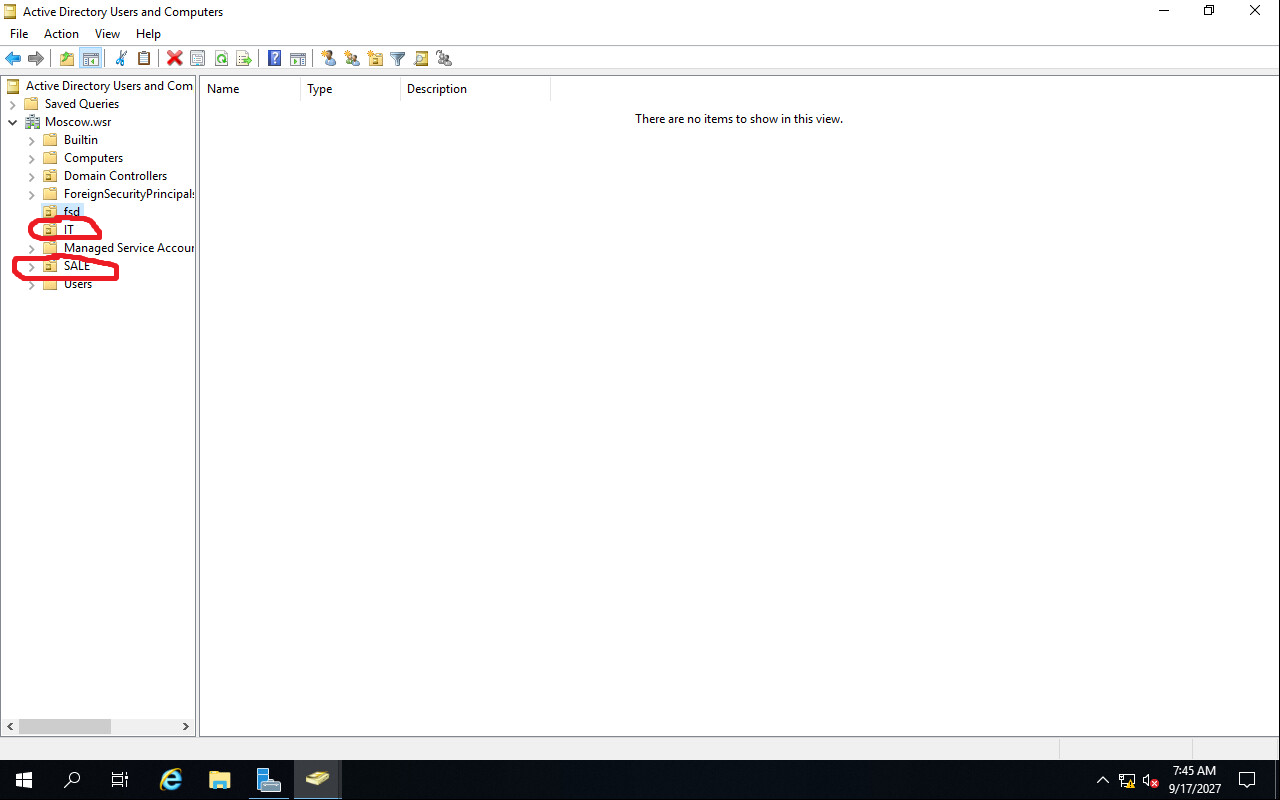 Active Directory Users and Computers
File Action View Help
Active Directory Users and Com
Name Type Description
Saved Queries
There are no items to show in this view.
Moscow.wsr
Builtin
Computers
Domain Controllers
ForeignSecurityPrincipals
fsd
IT
Managed Service Accour
SALE
Users
7:45 AM
9/17/2027